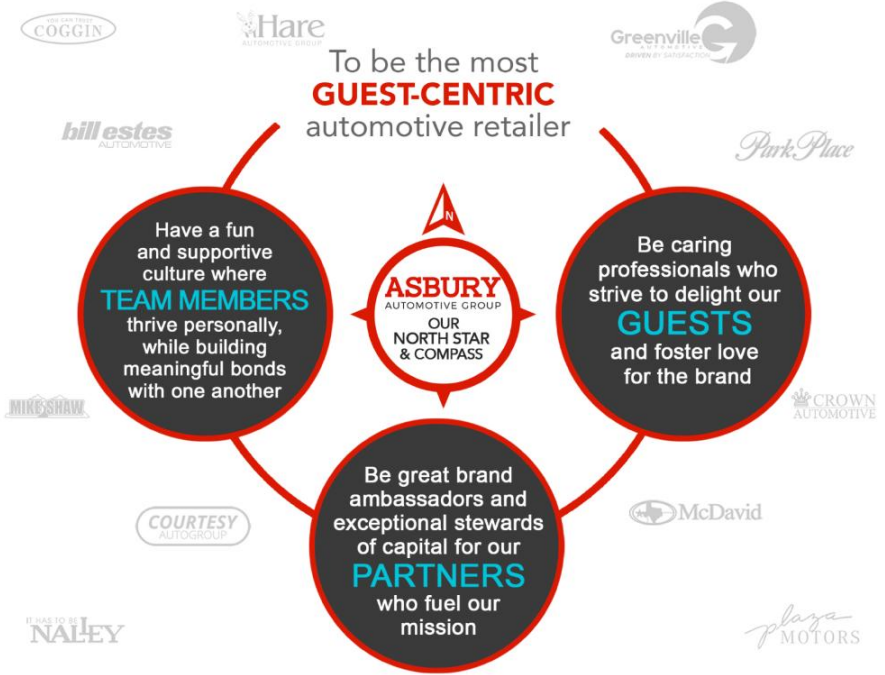 YOU CAN TRUST
COGGIN
Hare
AUTOMOTIVE GROUP
Greenville
AUTOMOTIVE
DRIVEN BY SATISFACTION
To be the most
GUEST-CENTRIC
automotive retailer
bill estes
AUTOMOTIVE
Park Place
N
Have a fun
and supportive
culture where
TEAM MEMBERS
thrive personally,
while building
meaningful bonds
with one another
ASBURY
AUTOMOTIVE GROUP
OUR
NORTH STAR
& COMPASS
Be caring
professionals who
strive to delight our
GUESTS
and foster love
for the brand
MIKE SHAW
CROWN
AUTOMOTIVE
Be great brand
ambassadors and
exceptional stewards
of capital for our
PARTNERS
who fuel our
mission
COURTESY
AUTOGROUP
McDavid
IT HAS TO BE
NALLEY
plaza
MOTORS